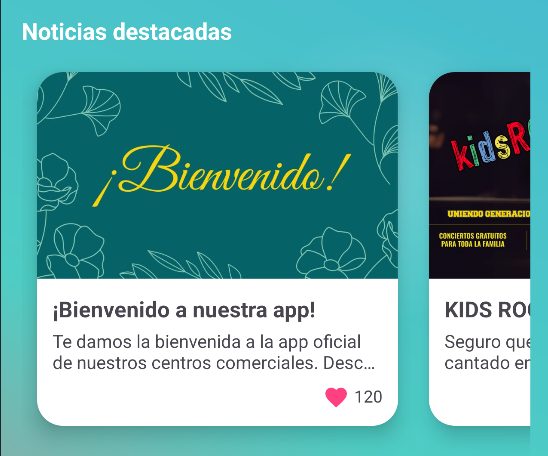 Noticias destacadas
¡Bienvenido!
¡Bienvenido a nuestra app!
Te damos la bienvenida a la app oficial
de nuestros centros comerciales. Desc...
120
kidsR
UNIENDO GENERACIO
CONCIERTOS GRATUITOS
PARA TODA LA FAMILIA
KIDS RO
Seguro que
cantado en